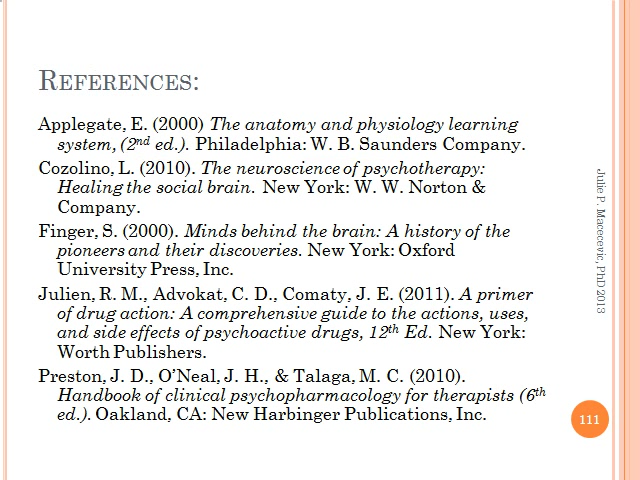 REFERENCES:
Applegate, E. (2000) The anatomy and physiology learning
system, (2nd ed.). Philadelphia: W. B. Saunders Company.
Cozolino, L. (2010). The neuroscience of psychotherapy:
Healing the social brain. New York: W. W. Norton &
Company.
Finger, S. (2000). Minds behind the brain: A history of the
pioneers and their discoveries. New York: Oxford
University Press, Inc.
Julien, R. M., Advokat, C. D., Comaty, J. E. (2011). A primer
of drug action: A comprehensive guide to the actions, uses,
and side effects of psychoactive drugs, 12th Ed. New York:
Worth Publishers.
Preston, J. D., O’Neal, J. H., & Talaga, M. C. (2010).
Handbook of clinical psychopharmacology for therapists (6th
ed.). Oakland, CA: New Harbinger Publications, Inc.
Julie P. Macecevic, PhD 2013
111